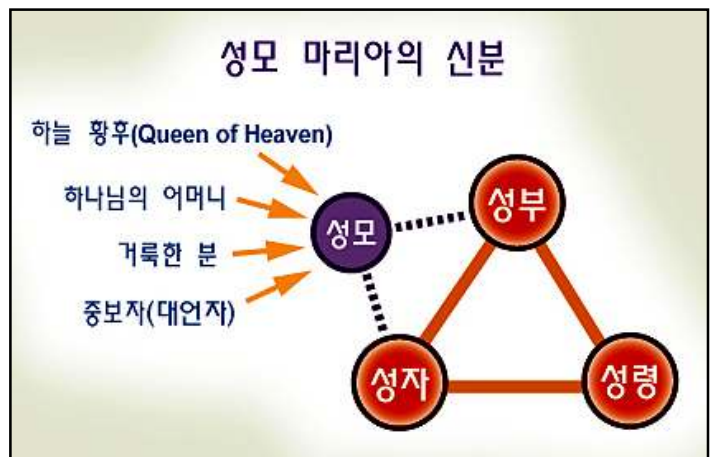 성모 마리아의 신분
하늘 황후(Queen of Heaven)
하나님의 어머니
거룩한 분
중보자(대언자)
성모
성부
성자
성령